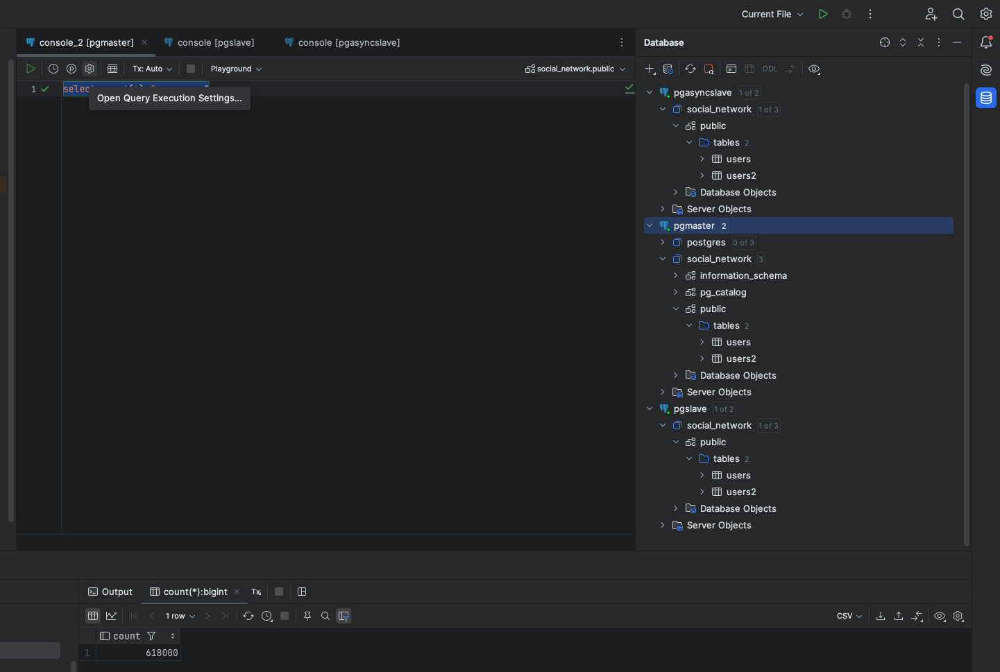 Current File
console_2 [pgmaster]
console [pgslave]
console [pgasyncslave]
Database
Tx: Auto
Playground
social_network.public
DDL
1
Open Query Execution Settings...
pgasyncslave 1 of 2
social_network 1 of 3
public
tables 2
users
users2
Database Objects
Server Objects
pgmaster 2
postgres 0 of 3
social_network 3
information_schema
pg_catalog
public
tables 2
users
users2
Database Objects
Server Objects
pgslave 1 of 2
social_network 1 of 3
public
tables 2
users
users2
Database Objects
Server Objects
Output
count(*):bigint
Tx
1 row
CSV
count
1 618000